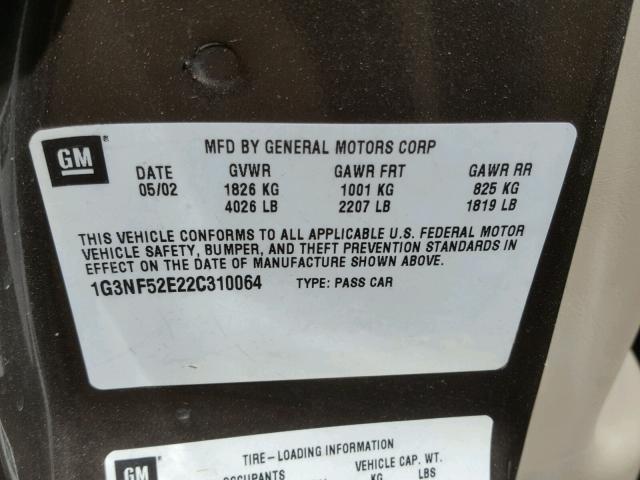 GM
MFD BY GENERAL MOTORS CORP
DATE GVWR GAWR FRT GAWR RR
05/02 1826 KG 1001 KG 825 KG
4026 LB 2207 LB 1819 LB
THIS VEHICLE CONFORMS TO ALL APPLICABLE U.S. FEDERAL MOTOR
VEHICLE SAFETY, BUMPER, AND THEFT PREVENTION STANDARDS IN
EFFECT ON THE DATE OF MANUFACTURE SHOWN ABOVE.
1G3NF52E22C310064 TYPE: PASS CAR
GM
TIRE-LOADING INFORMATION
OCCUPANTS VEHICLE CAP. WT.
KG LBS